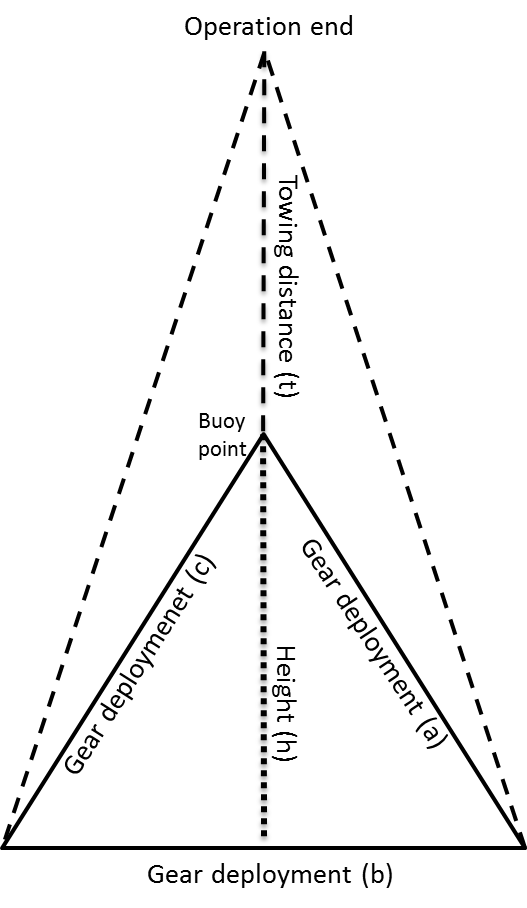 Operation end
Towing distance (t)
Buoy
point
Gear deploymenet (c)
Gear deployment (a)
Height (h)
Gear deployment (b)